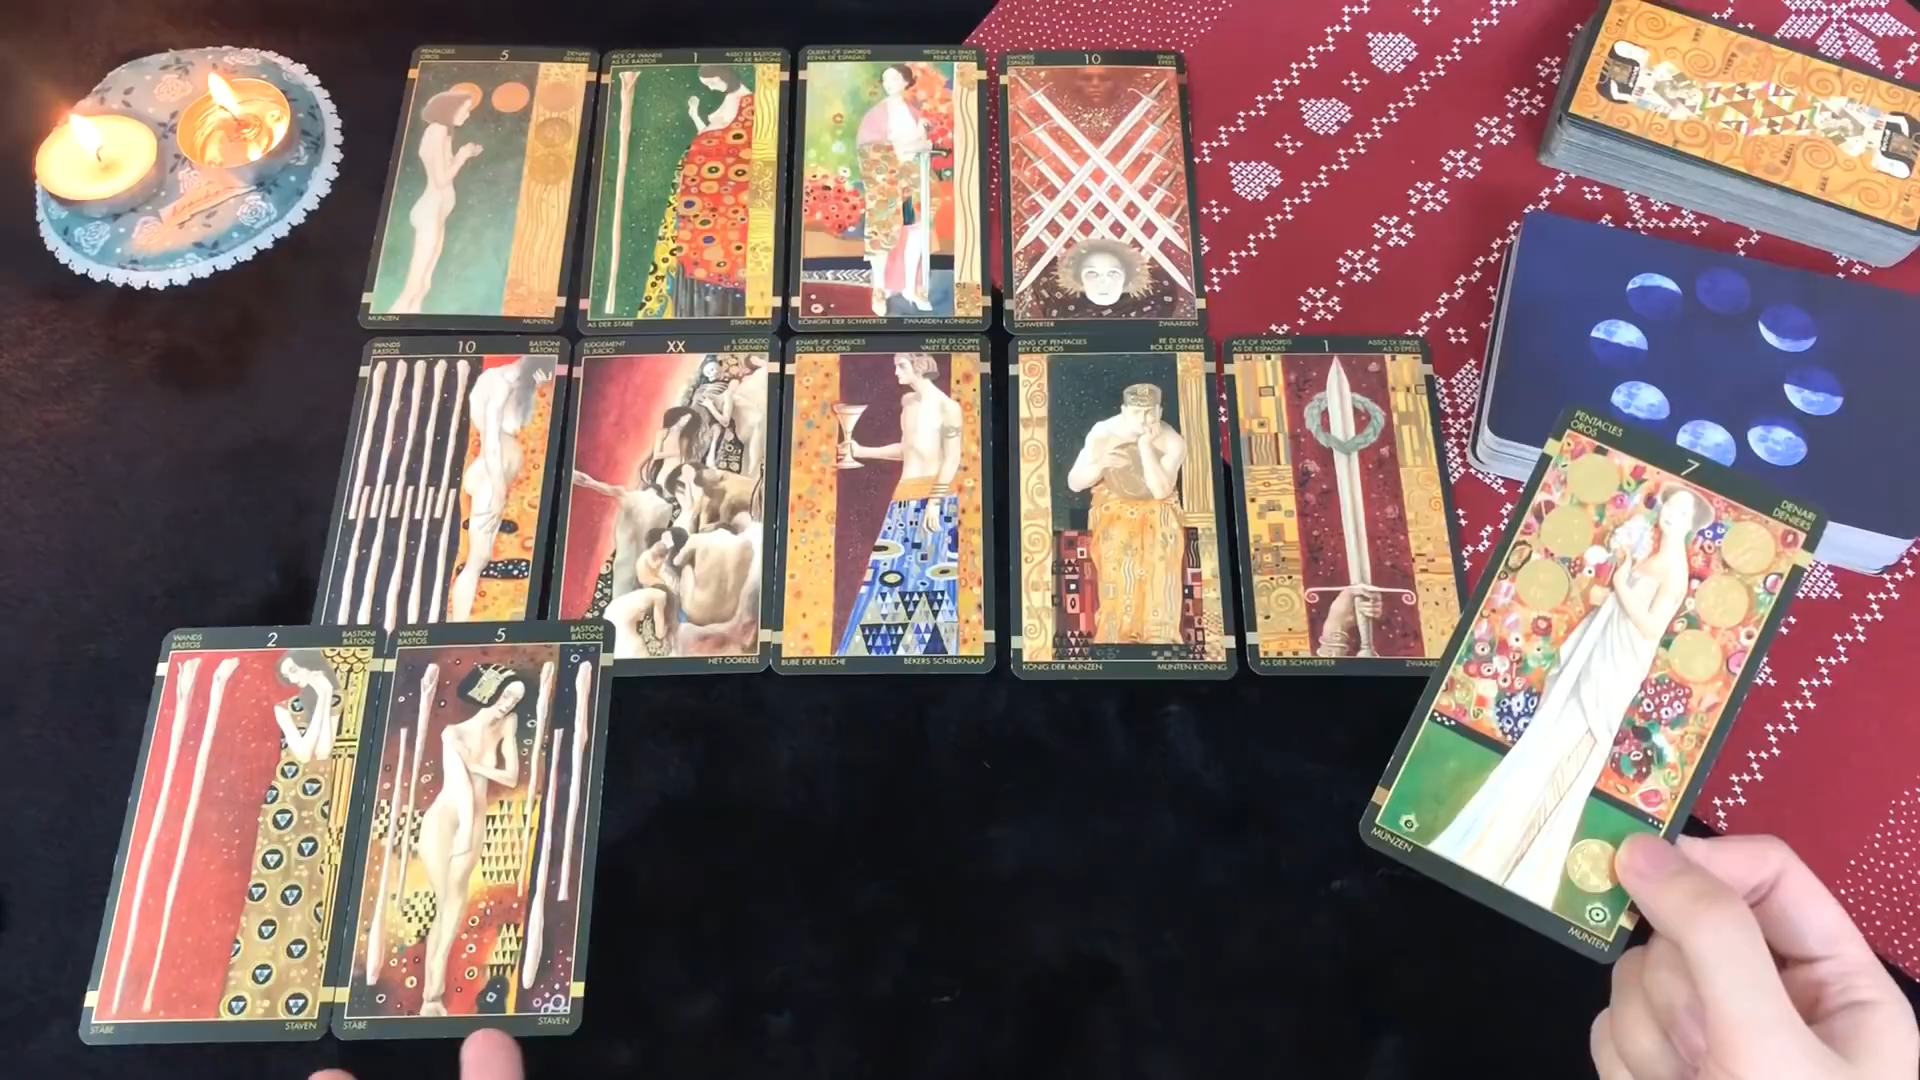 PENTACLES
OROS
5
DENARI
DENIERS
MÜNZEN
MUNTEN
ACE OF WANDS
AS DE BASTOS
1
ASSO DI BASTONI
AS DE BÂTONS
AS DER STÄBE
STAVEN AAS
QUEEN OF SWORDS
REINA DE ESPADAS
REGINA DI SPADE
REINE D'ÉPÉES
KÖNIGIN DER SCHWERTER
ZWAARDEN KONINGIN
SWORDS
ESPADAS
10
SPADE
ÉPÉES
SCHWERTER
ZWAARDEN
WANDS
BASTOS
10
BASTONI
BÂTONS
JUDGEMENT
EL JUICIO
XX
IL GIUDIZIO
LE JUGEMENT
HET OORDEEL
KNAVE OF CHALICES
SOTA DE COPAS
FANTE DI COPPE
VALET DE COUPES
BUBE DER KELCHE
BEKERS SCHILDKNAAP
KING OF PENTACLES
REY DE OROS
RE DI DENARI
ROI DE DENIERS
KÖNIG DER MÜNZEN
MUNTEN KONING
ACE OF SWORDS
AS DE ESPADAS
1
ASSO DI SPADE
AS D'ÉPÉES
AS DER SCHWERTER
ZWAARD
WANDS
BASTOS
2
BASTONI
BÂTONS
STÄBE
STAVEN
WANDS
BASTOS
5
BASTONI
BÂTONS
STÄBE
STAVEN
PENTACLES
OROS
7
DENARI
DENIERS
MÜNZEN
MUNTEN